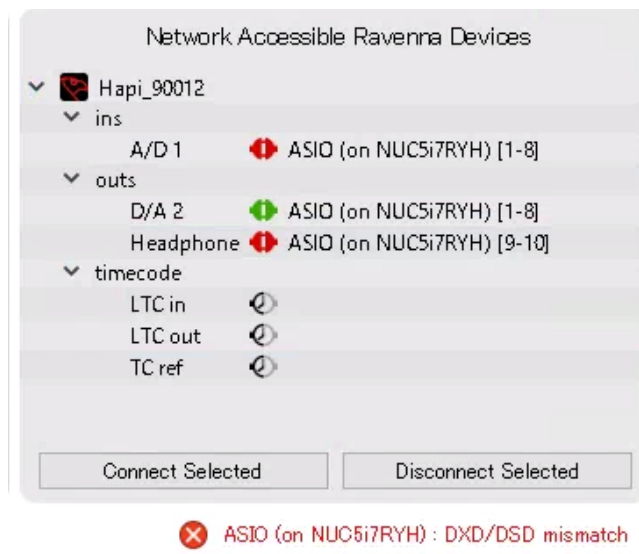 Network Accessible Ravenna Devices
Hapi_90012
ins
A/D 1 ASIO (on NUC5i7RYH) [1-8]
outs
D/A 2 ASIO (on NUC5i7RYH) [1-8]
Headphone ASIO (on NUC5i7RYH) [9-10]
timecode
LTC in
LTC out
TC ref
Connect Selected Disconnect Selected
ASIO (on NUC5i7RYH) : DXD/DSD mismatch